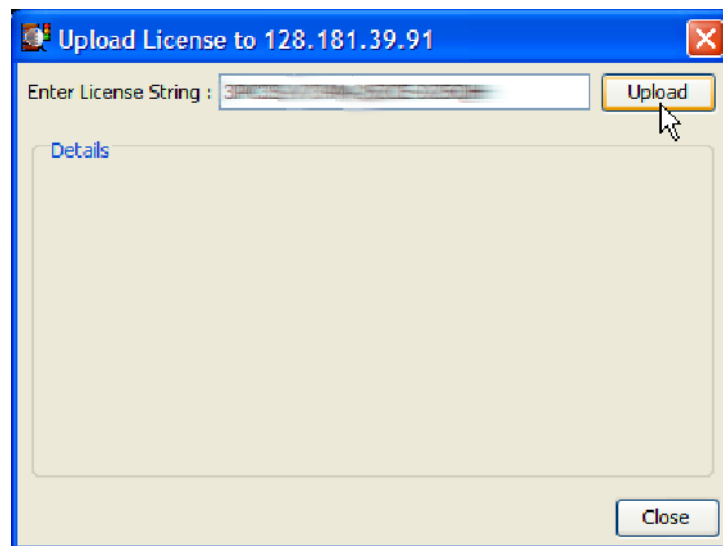 Upload License to 128.181.39.91
Enter License String :
Upload
Details
Close